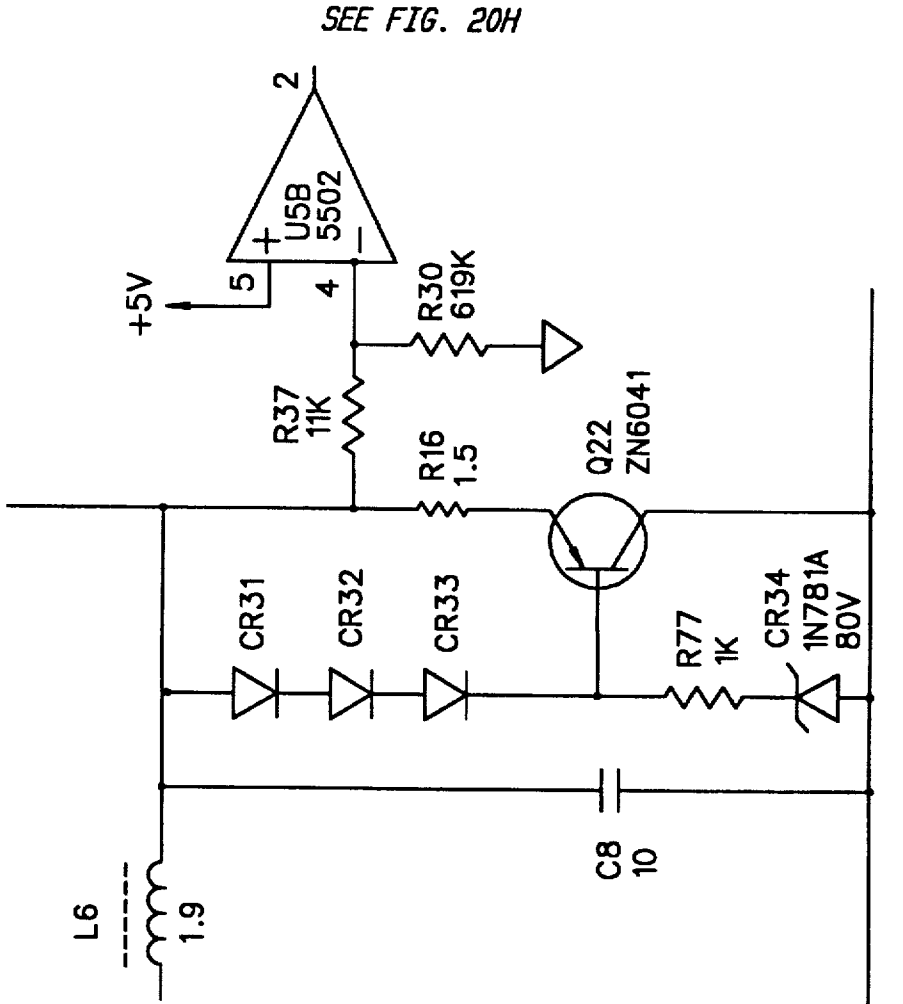 SEE FIG. 20H
2
U5B
5502
+
−
5
4
+5V
R30
619K
R37
11K
R16
1.5
Q22
ZN6041
CR31
CR32
CR33
R77
1K
CR34
1N781A
80V
C8
10
L6
1.9